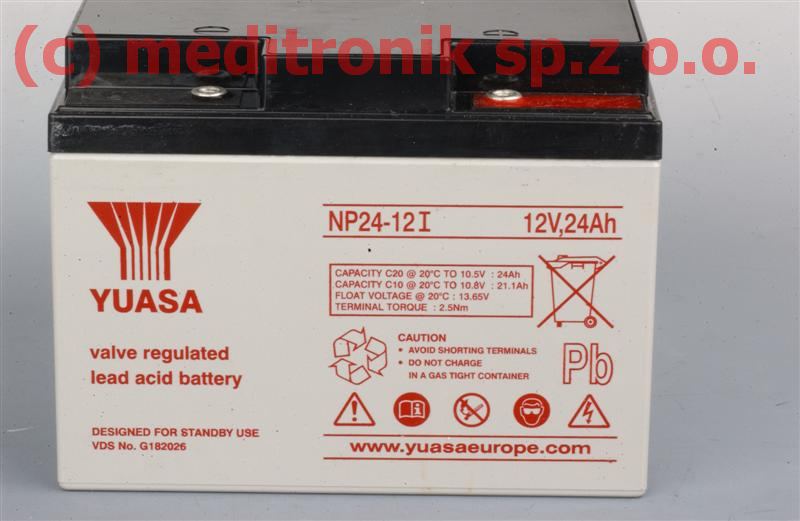 (c) meditronik sp.z o.o.
NP24-12I 12V,24Ah
CAPACITY C20 @ 20°C TO 10.5V : 24Ah
CAPACITY C10 @ 20°C TO 10.8V : 21.1Ah
FLOAT VOLTAGE @ 20°C : 13.65V
TERMINAL TORQUE : 2.5Nm
YUASA
valve regulated
lead acid battery
CAUTION
• AVOID SHORTING TERMINALS
• DO NOT CHARGE
IN A GAS TIGHT CONTAINER
Pb
DESIGNED FOR STANDBY USE
VDS No. G182026
www.yuasaeurope.com